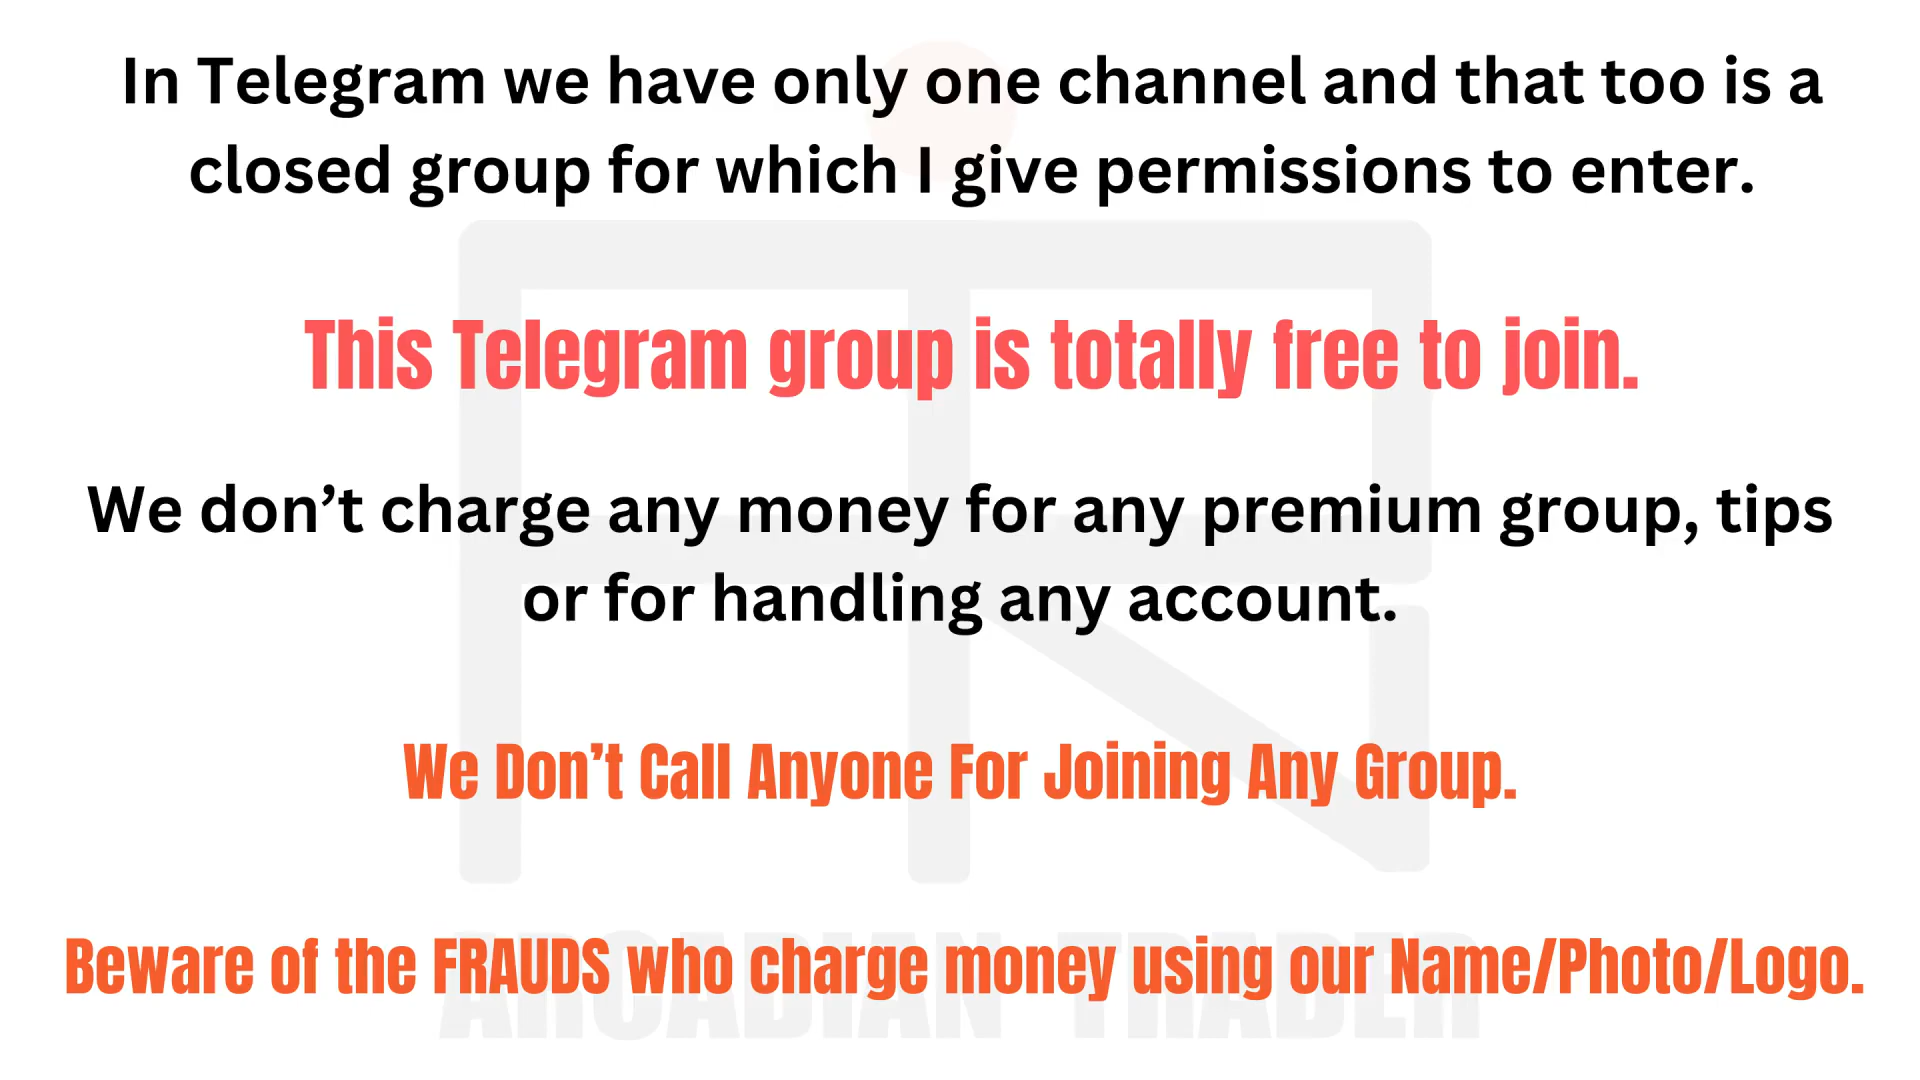 In Telegram we have only one channel and that too is a
closed group for which I give permissions to enter.
This Telegram group is totally free to join.
We don’t charge any money for any premium group, tips
or for handling any account.
We Don’t Call Anyone For Joining Any Group.
Beware of the FRAUDS who charge money using our Name/Photo/Logo.
ARCADIAN TRADER